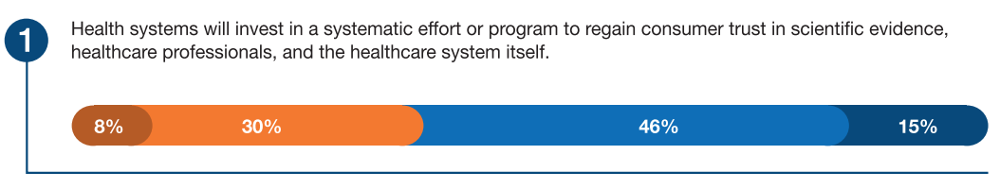 1
Health systems will invest in a systematic effort or program to regain consumer trust in scientific evidence,
healthcare professionals, and the healthcare system itself.
8% 30% 46% 15%